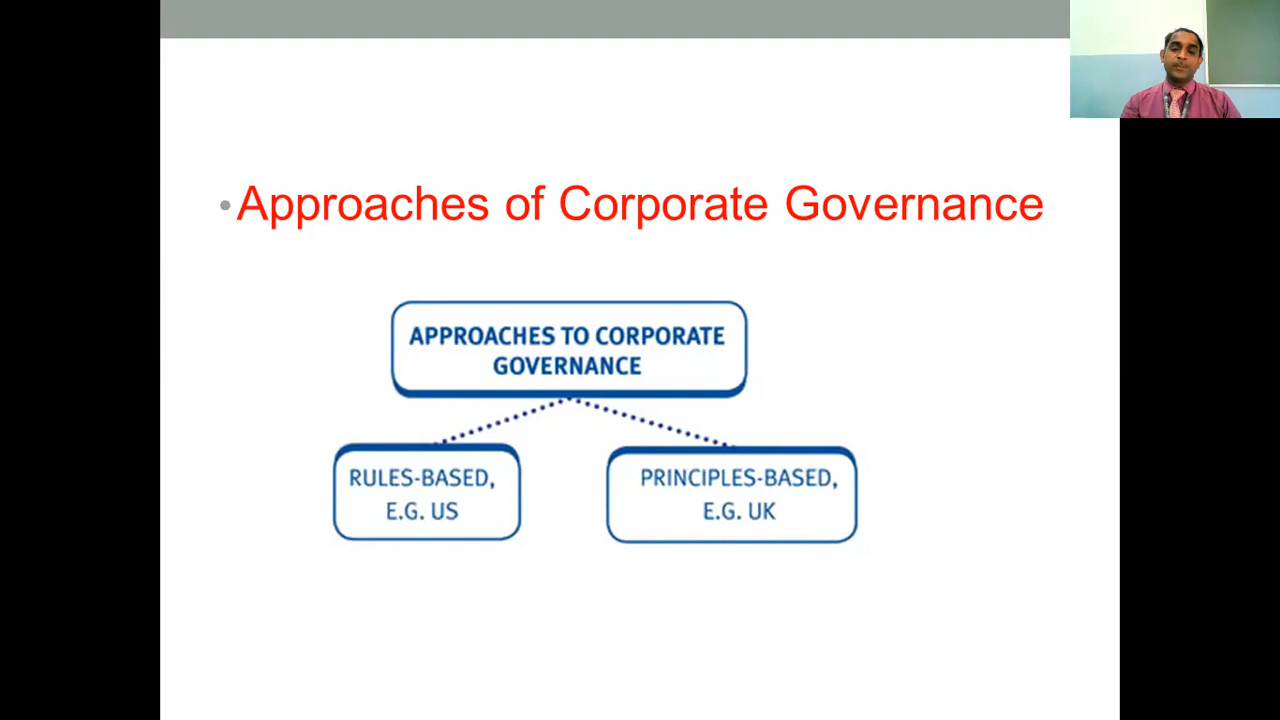 •Approaches of Corporate Governance
APPROACHES TO CORPORATE
GOVERNANCE
RULES-BASED,
E.G. US
PRINCIPLES-BASED,
E.G. UK